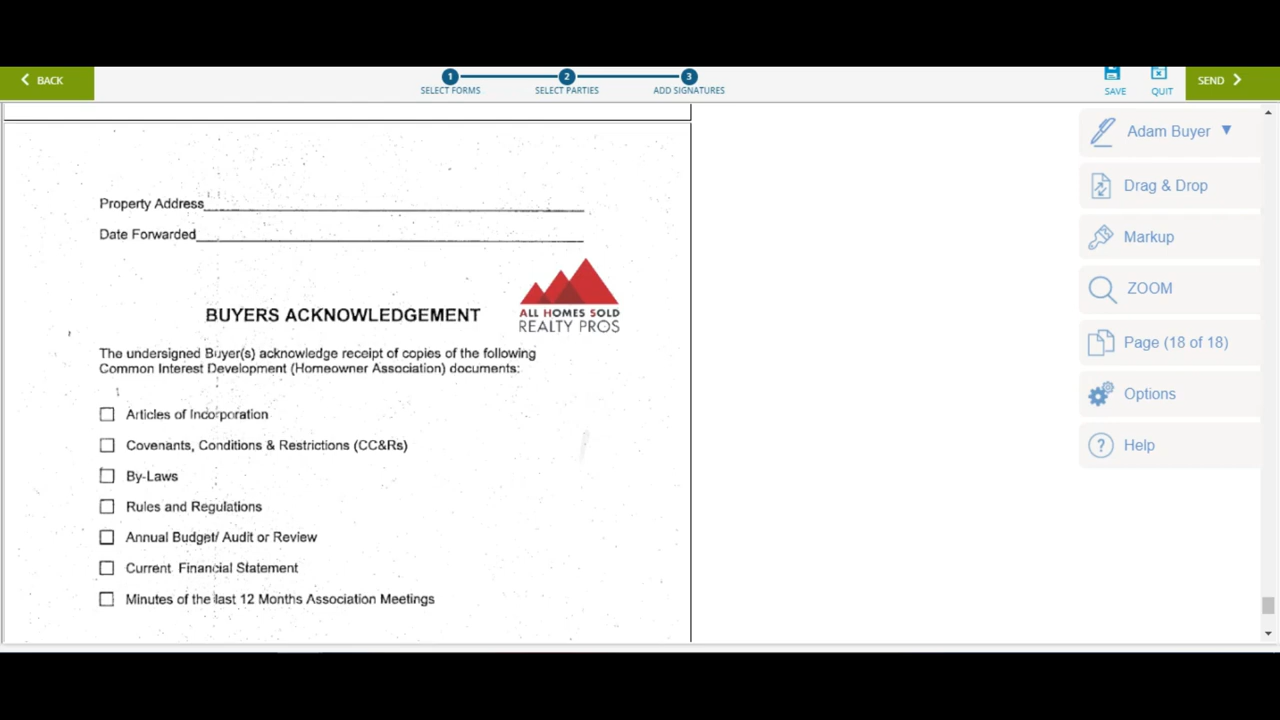 BACK
1
2
3
SELECT FORMS
SELECT PARTIES
ADD SIGNATURES
SAVE
QUIT
SEND
Adam Buyer
Drag & Drop
Markup
ZOOM
Page (18 of 18)
Options
Help
Property Address
Date Forwarded
ALL HOMES SOLD
REALTY PROS
BUYERS ACKNOWLEDGEMENT
The undersigned Buyer(s) acknowledge receipt of copies of the following
Common Interest Development (Homeowner Association) documents:
Articles of Incorporation
Covenants, Conditions & Restrictions (CC&Rs)
By-Laws
Rules and Regulations
Annual Budget/ Audit or Review
Current Financial Statement
Minutes of the last 12 Months Association Meetings